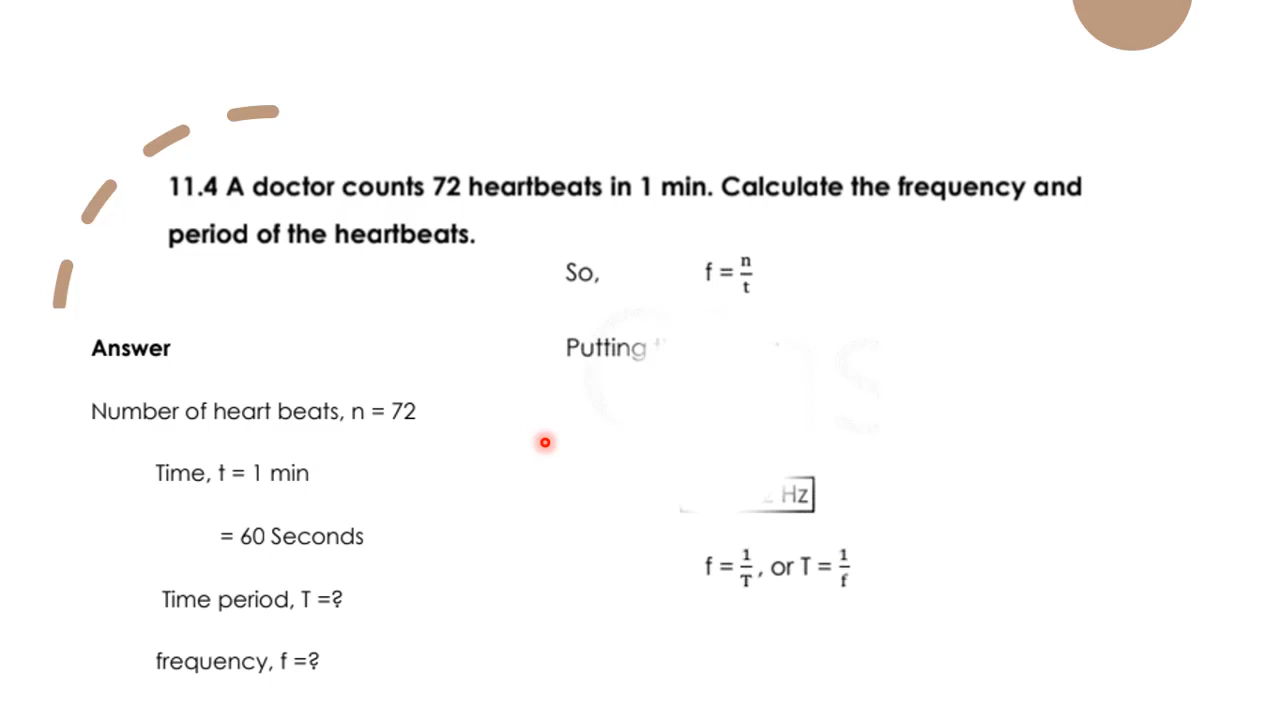 11.4 A doctor counts 72 heartbeats in 1 min. Calculate the frequency and
period of the heartbeats.
Answer
Number of heart beats, n = 72
Time, t = 1 min
= 60 Seconds
Time period, T =?
frequency, f =?
So, f = n/t
Putting
Hz
f = 1/T, or T = 1/f